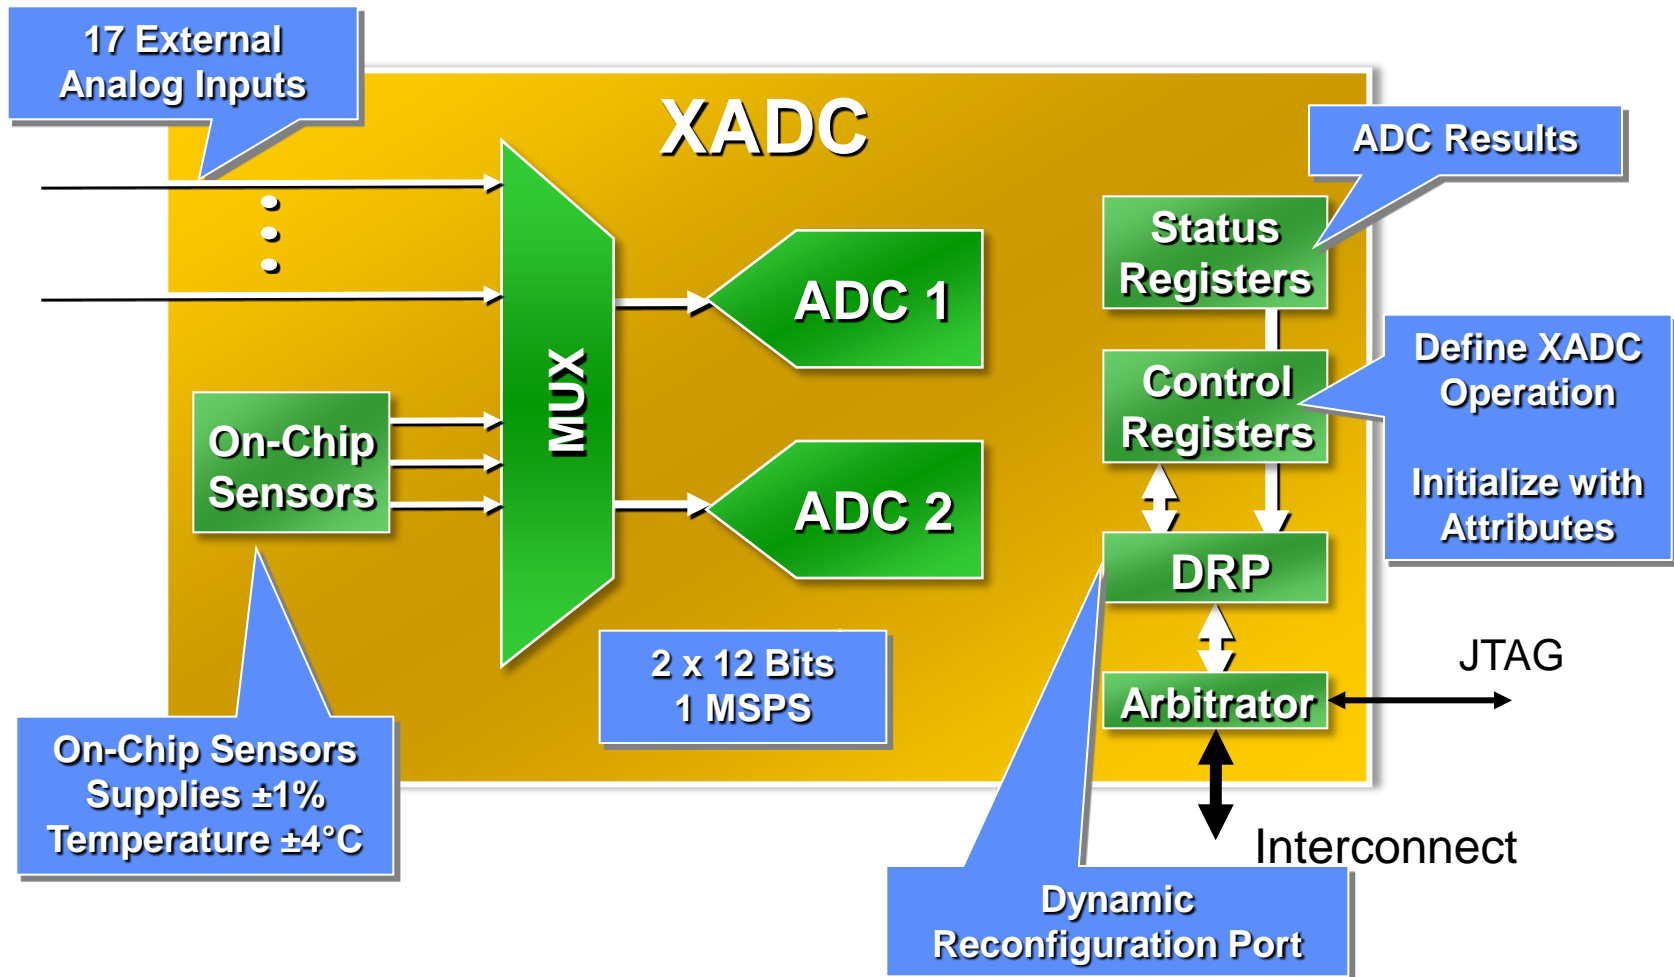 17 External
Analog Inputs
XADC
ADC Results
Status
Registers
ADC 1
Define XADC
Operation
Initialize with
Attributes
Control
Registers
MUX
On-Chip
Sensors
ADC 2
DRP
2 x 12 Bits
1 MSPS
JTAG
Arbitrator
On-Chip Sensors
Supplies ±1%
Temperature ±4°C
Interconnect
Dynamic
Reconfiguration Port